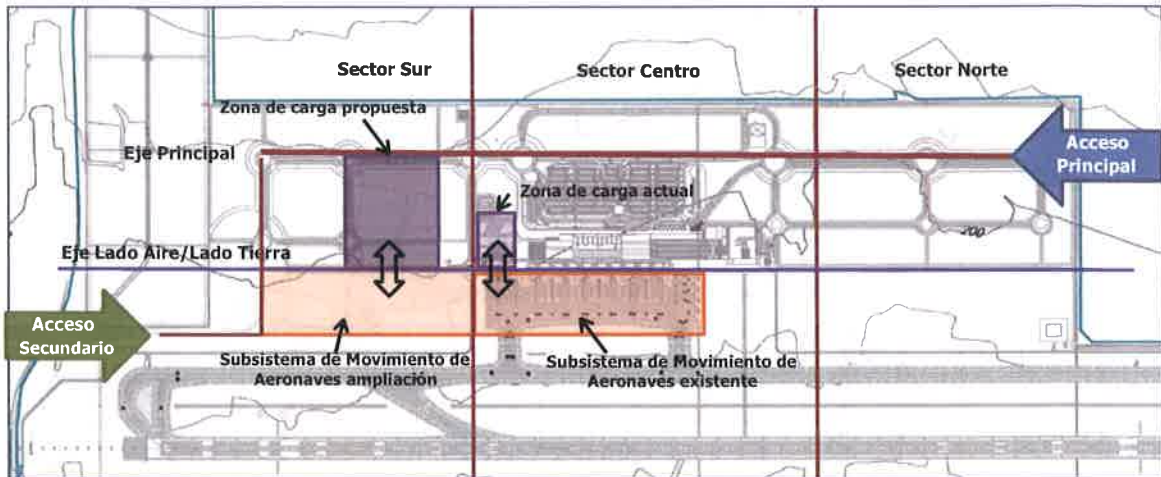 Sector Sur
Sector Centro
Sector Norte
Zona de carga propuesta
Eje Principal
Acceso
Principal
Zona de carga actual
200
Eje Lado Aire/Lado Tierra
Acceso
Secundario
Subsistema de Movimiento de
Aeronaves ampliación
Subsistema de Movimiento de
Aeronaves existente